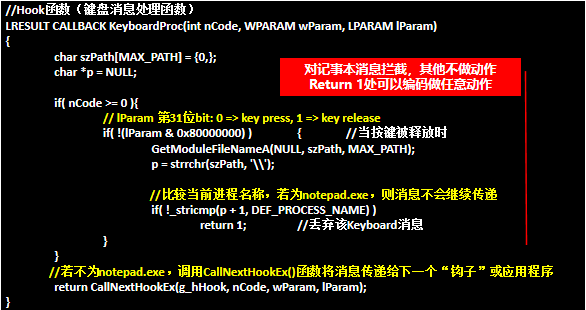 //Hook函数（键盘消息处理函数）
LRESULT CALLBACK KeyboardProc(int nCode, WPARAM wParam, LPARAM lParam)
{
char szPath[MAX_PATH] = {0,};
char *p = NULL;
对记事本消息拦截，其他不做动作
Return 1处可以编码做任意动作
if( nCode >= 0 ){
// lParam 第31位bit: 0 => key press, 1 => key release
if( !(lParam & 0x80000000) ) { //当按键被释放时
GetModuleFileNameA(NULL, szPath, MAX_PATH);
p = strrchr(szPath, '\\');
//比较当前进程名称，若为notepad.exe，则消息不会继续传递
if( !_stricmp(p + 1, DEF_PROCESS_NAME) )
return 1; //丢弃该Keyboard消息
}
}
//若不为notepad.exe，调用CallNextHookEx()函数将消息传递给下一个“钩子”或应用程序
return CallNextHookEx(g_hHook, nCode, wParam, lParam);
}